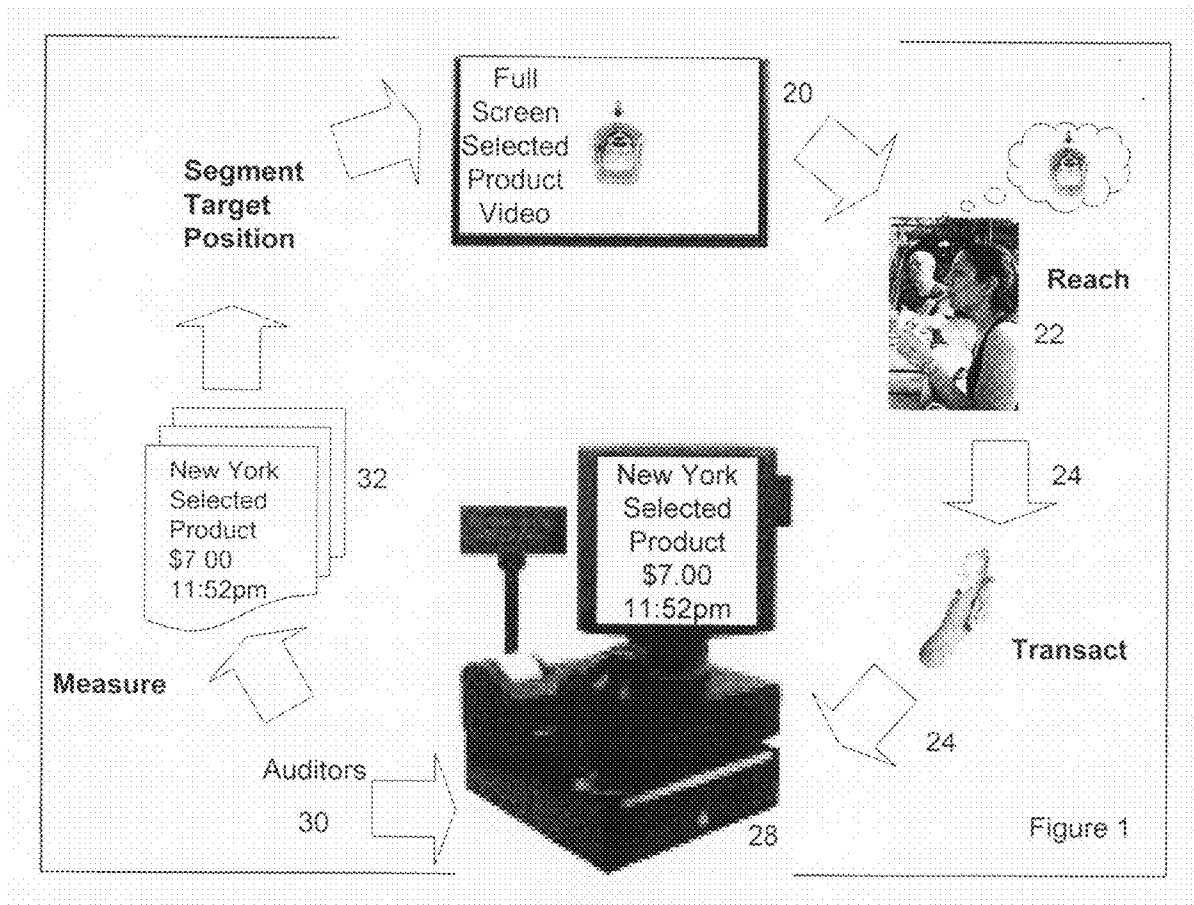 Full
Screen
Selected
Product
Video
20
Segment
Target
Position
Reach
22
New York
Selected
Product
$7 00
11:52pm
32
New York
Selected
Product
$7.00
11:52pm
24
Transact
Measure
24
Auditors
30
28
Figure 1